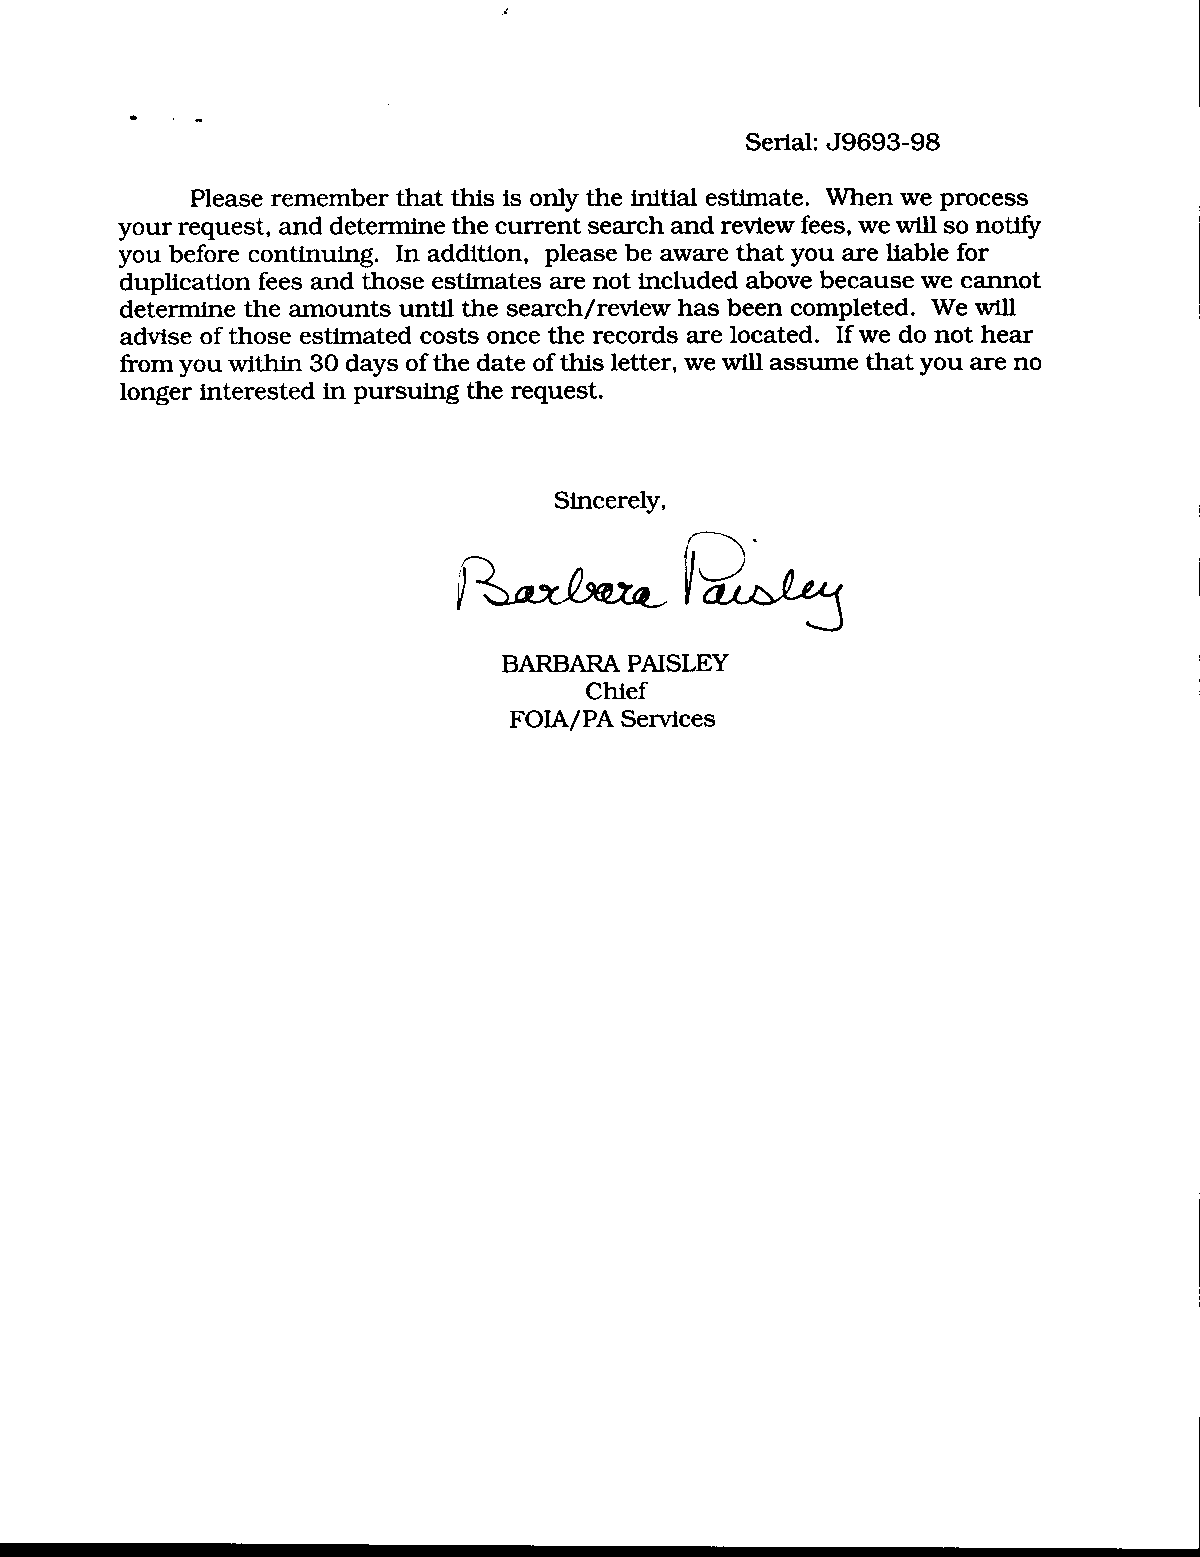 Serial: J9693-98
Please remember that this is only the initial estimate. When we process
your request, and determine the current search and review fees, we will so notify
you before continuing. In addition, please be aware that you are liable for
duplication fees and those estimates are not included above because we cannot
determine the amounts until the search/review has been completed. We will
advise of those estimated costs once the records are located. If we do not hear
from you within 30 days of the date of this letter, we will assume that you are no
longer interested in pursuing the request.
Sincerely,
Barbara Paisley
BARBARA PAISLEY
Chief
FOIA/PA Services